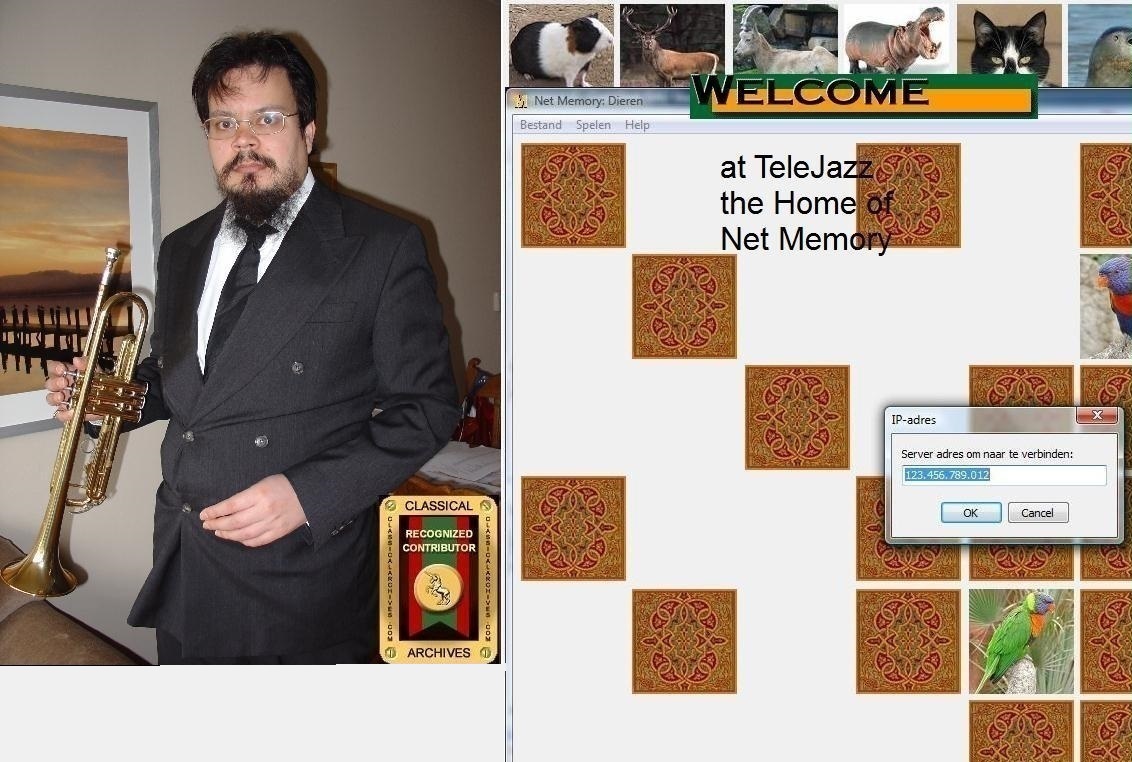 WELCOME
Net Memory: Dieren
Bestand Spelen Help
at TeleJazz
the Home of
Net Memory
IP-adres
Server adres om naar te verbinden:
123.456.789.012
OK Cancel
CLASSICAL
CLASSICALARCHIVES.COM
RECOGNIZED
CONTRIBUTOR
CLASSICALARCHIVES.COM
ARCHIVES